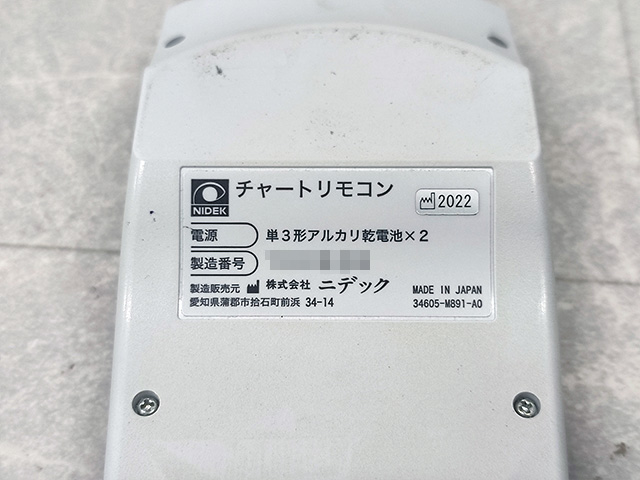 NIDEK
チャートリモコン
2022
電源 単3形アルカリ乾電池×2
製造番号
製造販売元 株式会社 ニデック MADE IN JAPAN
愛知県蒲郡市拾石町前浜 34-14 34605-M891-A0